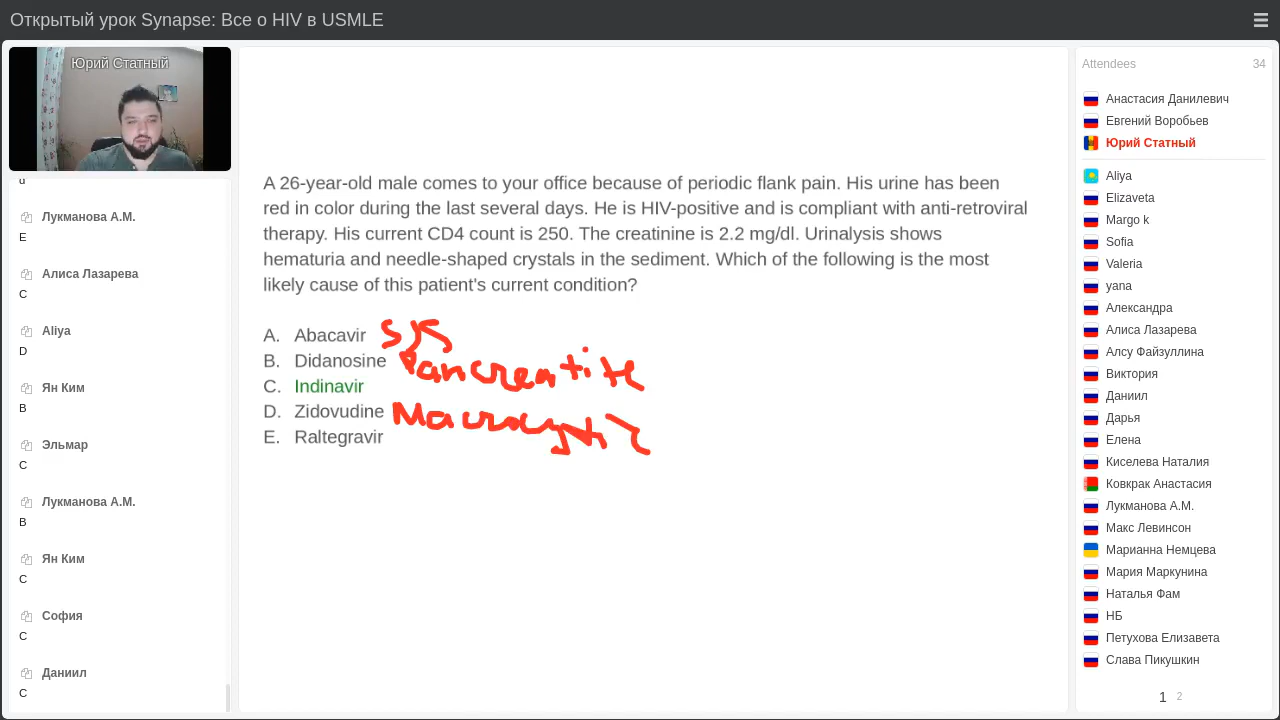 Открытый урок Synapse: Все о HIV в USMLE
Юрий Статный
d
Лукманова А.М.
E
Алиса Лазарева
C
Aliya
D
Ян Ким
B
Эльмар
C
Лукманова А.М.
B
Ян Ким
C
София
C
Даниил
C
A 26-year-old male comes to your office because of periodic flank pain. His urine has been
red in color during the last several days. He is HIV-positive and is compliant with anti-retroviral
therapy. His current CD4 count is 250. The creatinine is 2.2 mg/dl. Urinalysis shows
hematuria and needle-shaped crystals in the sediment. Which of the following is the most
likely cause of this patient's current condition?
A. Abacavir
B. Didanosine
C. Indinavir
D. Zidovudine
E. Raltegravir
SJS
Pancreatit
Macrocyt
Attendees 34
Анастасия Данилевич
Евгений Воробьев
Юрий Статный
Aliya
Elizaveta
Margo k
Sofia
Valeria
yana
Александра
Алиса Лазарева
Алсу Файзуллина
Виктория
Даниил
Дарья
Елена
Киселева Наталия
Ковкрак Анастасия
Лукманова А.М.
Макс Левинсон
Марианна Немцева
Мария Маркунина
Наталья Фам
НБ
Петухова Елизавета
Слава Пикушкин
1 2